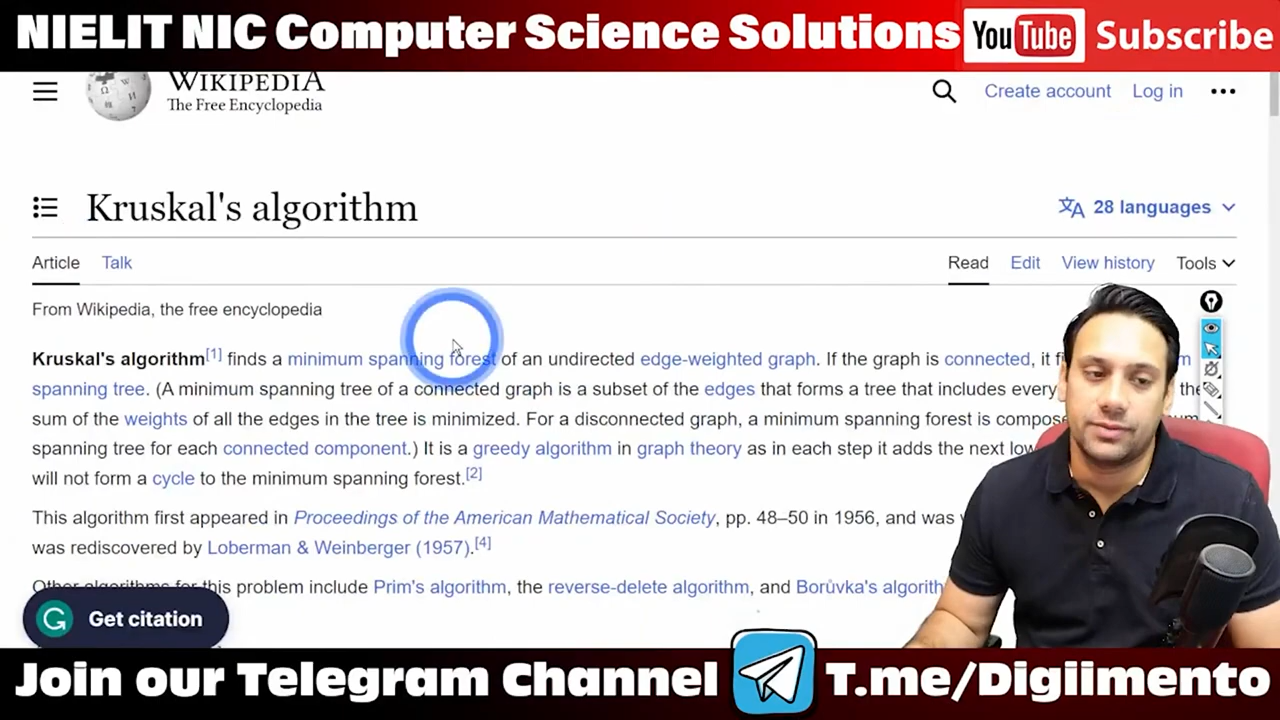 NIELIT NIC Computer Science Solutions YouTube Subscribe
WIKIPEDIA
The Free Encyclopedia
Create account Log in
Kruskal's algorithm
28 languages
Article Talk Read Edit View history Tools
From Wikipedia, the free encyclopedia
Kruskal's algorithm[1] finds a minimum spanning forest of an undirected edge-weighted graph. If the graph is connected, it
spanning tree. (A minimum spanning tree of a connected graph is a subset of the edges that forms a tree that includes every the
sum of the weights of all the edges in the tree is minimized. For a disconnected graph, a minimum spanning forest is
spanning tree for each connected component.) It is a greedy algorithm in graph theory as in each step it adds the next
will not form a cycle to the minimum spanning forest.[2]
This algorithm first appeared in Proceedings of the American Mathematical Society, pp. 48–50 in 1956, and was
was rediscovered by Loberman & Weinberger (1957).[4]
Other algorithms for this problem include Prim's algorithm, the reverse-delete algorithm, and Borůvka's
Get citation
Join our Telegram Channel T.me/Digiimento